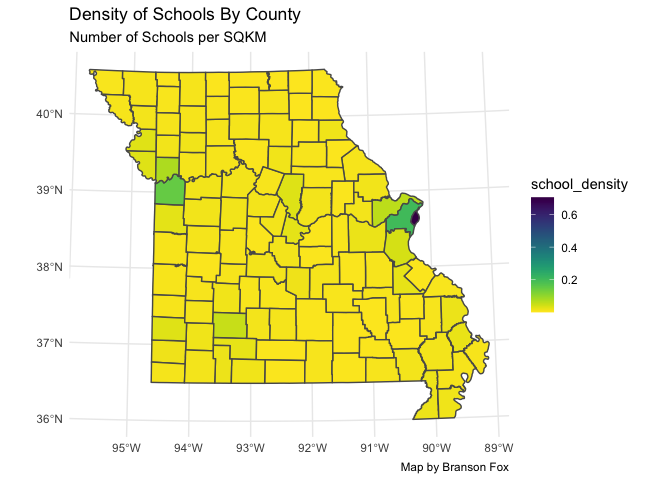 Density of Schools By County
Number of Schools per SQKM
40°N
39°N
38°N
37°N
36°N
95°W
94°W
93°W
92°W
91°W
90°W
89°W
school_density
0.6
0.4
0.2
Map by Branson Fox